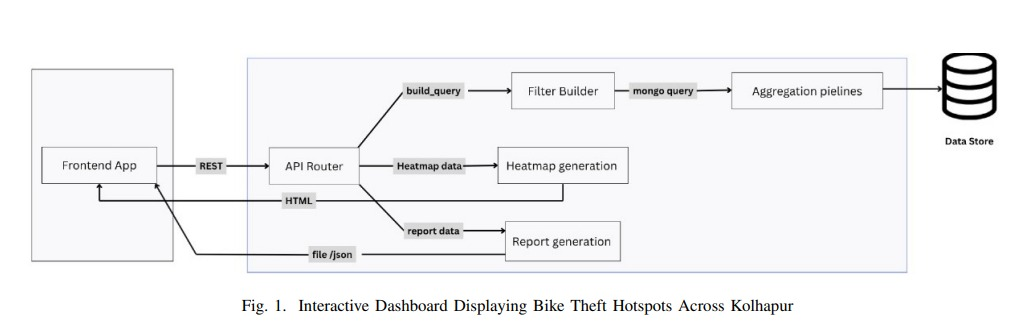 build_query
Filter Builder
mongo query
Aggregation pielines
Data Store
Frontend App
REST
API Router
Heatmap data
Heatmap generation
HTML
report data
Report generation
file /json
Fig. 1. Interactive Dashboard Displaying Bike Theft Hotspots Across Kolhapur